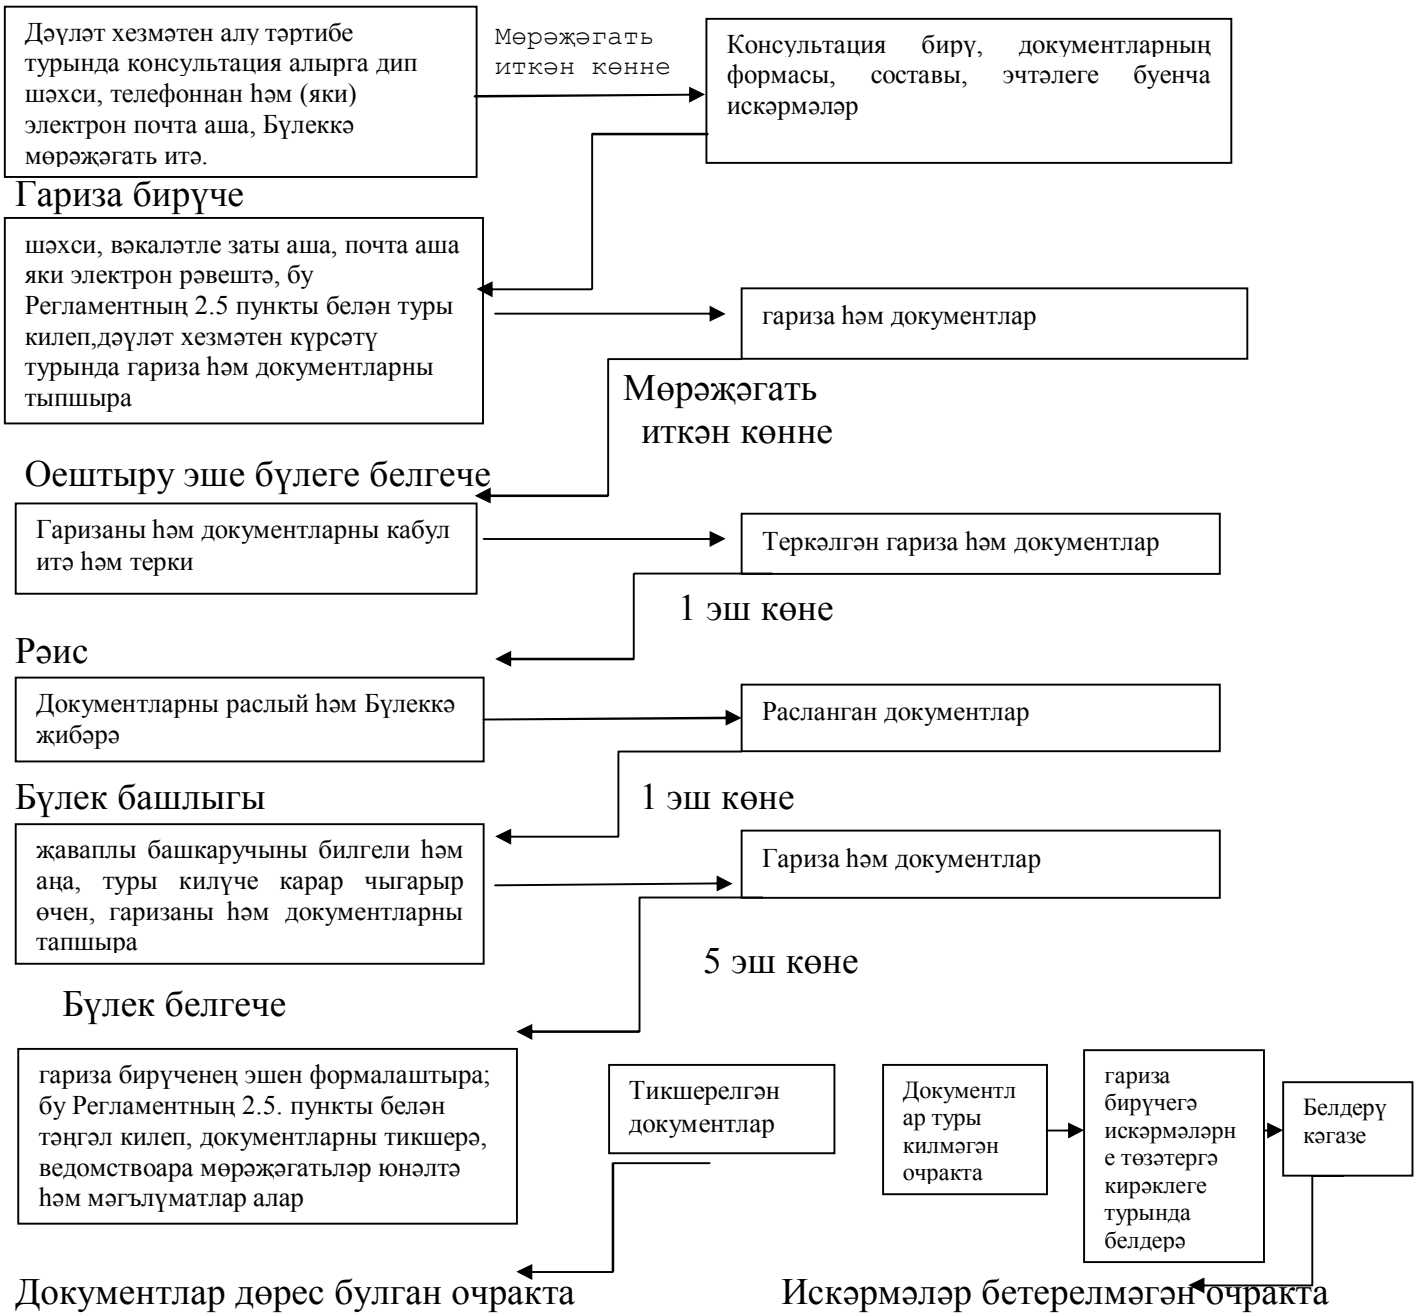 Дәүләт хезмәтен алу тәртибе
турында консультация алырга дип
шәхси, телефоннан һәм (яки)
электрон почта аша, Бүлеккә
мөрәҗәгать итә.
Мөрәҗәгать
иткән көнне
Консультация бирү, документларның
формасы, составы, эчтәлеге буенча
искәрмәләр
Гариза бирүче
шәхси, вәкаләтле заты аша, почта аша
яки электрон рәвештә, бу
Регламентның 2.5 пункты белән туры
килеп,дәүләт хезмәтен күрсәтү
турында гариза һәм документларны
тыпшыра
гариза һәм документлар
Мөрәҗәгать
иткән көнне
Оештыру эше бүлеге белгече
Гаризаны һәм документларны кабул
итә һәм терки
Теркәлгән гариза һәм документлар
1 эш көне
Рәис
Документларны раслый һәм Бүлеккә
җибәрә
Расланган документлар
Бүлек башлыгы
1 эш көне
җаваплы башкаручыны билгели һәм
аңа, туры килүче карар чыгарыр
өчен, гаризаны һәм документларны
тапшыра
Гариза һәм документлар
5 эш көне
Бүлек белгече
гариза бирүченең эшен формалаштыра;
бу Регламентның 2.5. пункты белән
тәңгәл килеп, документларны тикшерә,
ведомствоара мөрәҗәгатьләр юнәлтә
һәм мәгълүматлар алар
Тикшерелгән
документлар
Документл
ар туры
килмәгән
очракта
гариза
бирүчегә
искәрмәләрн
е төзәтергә
кирәклеге
турында
белдерә
Белдерү
кәгазе
Документлар дөрес булган очракта
Искәрмәләр бетерелмәгән очракта